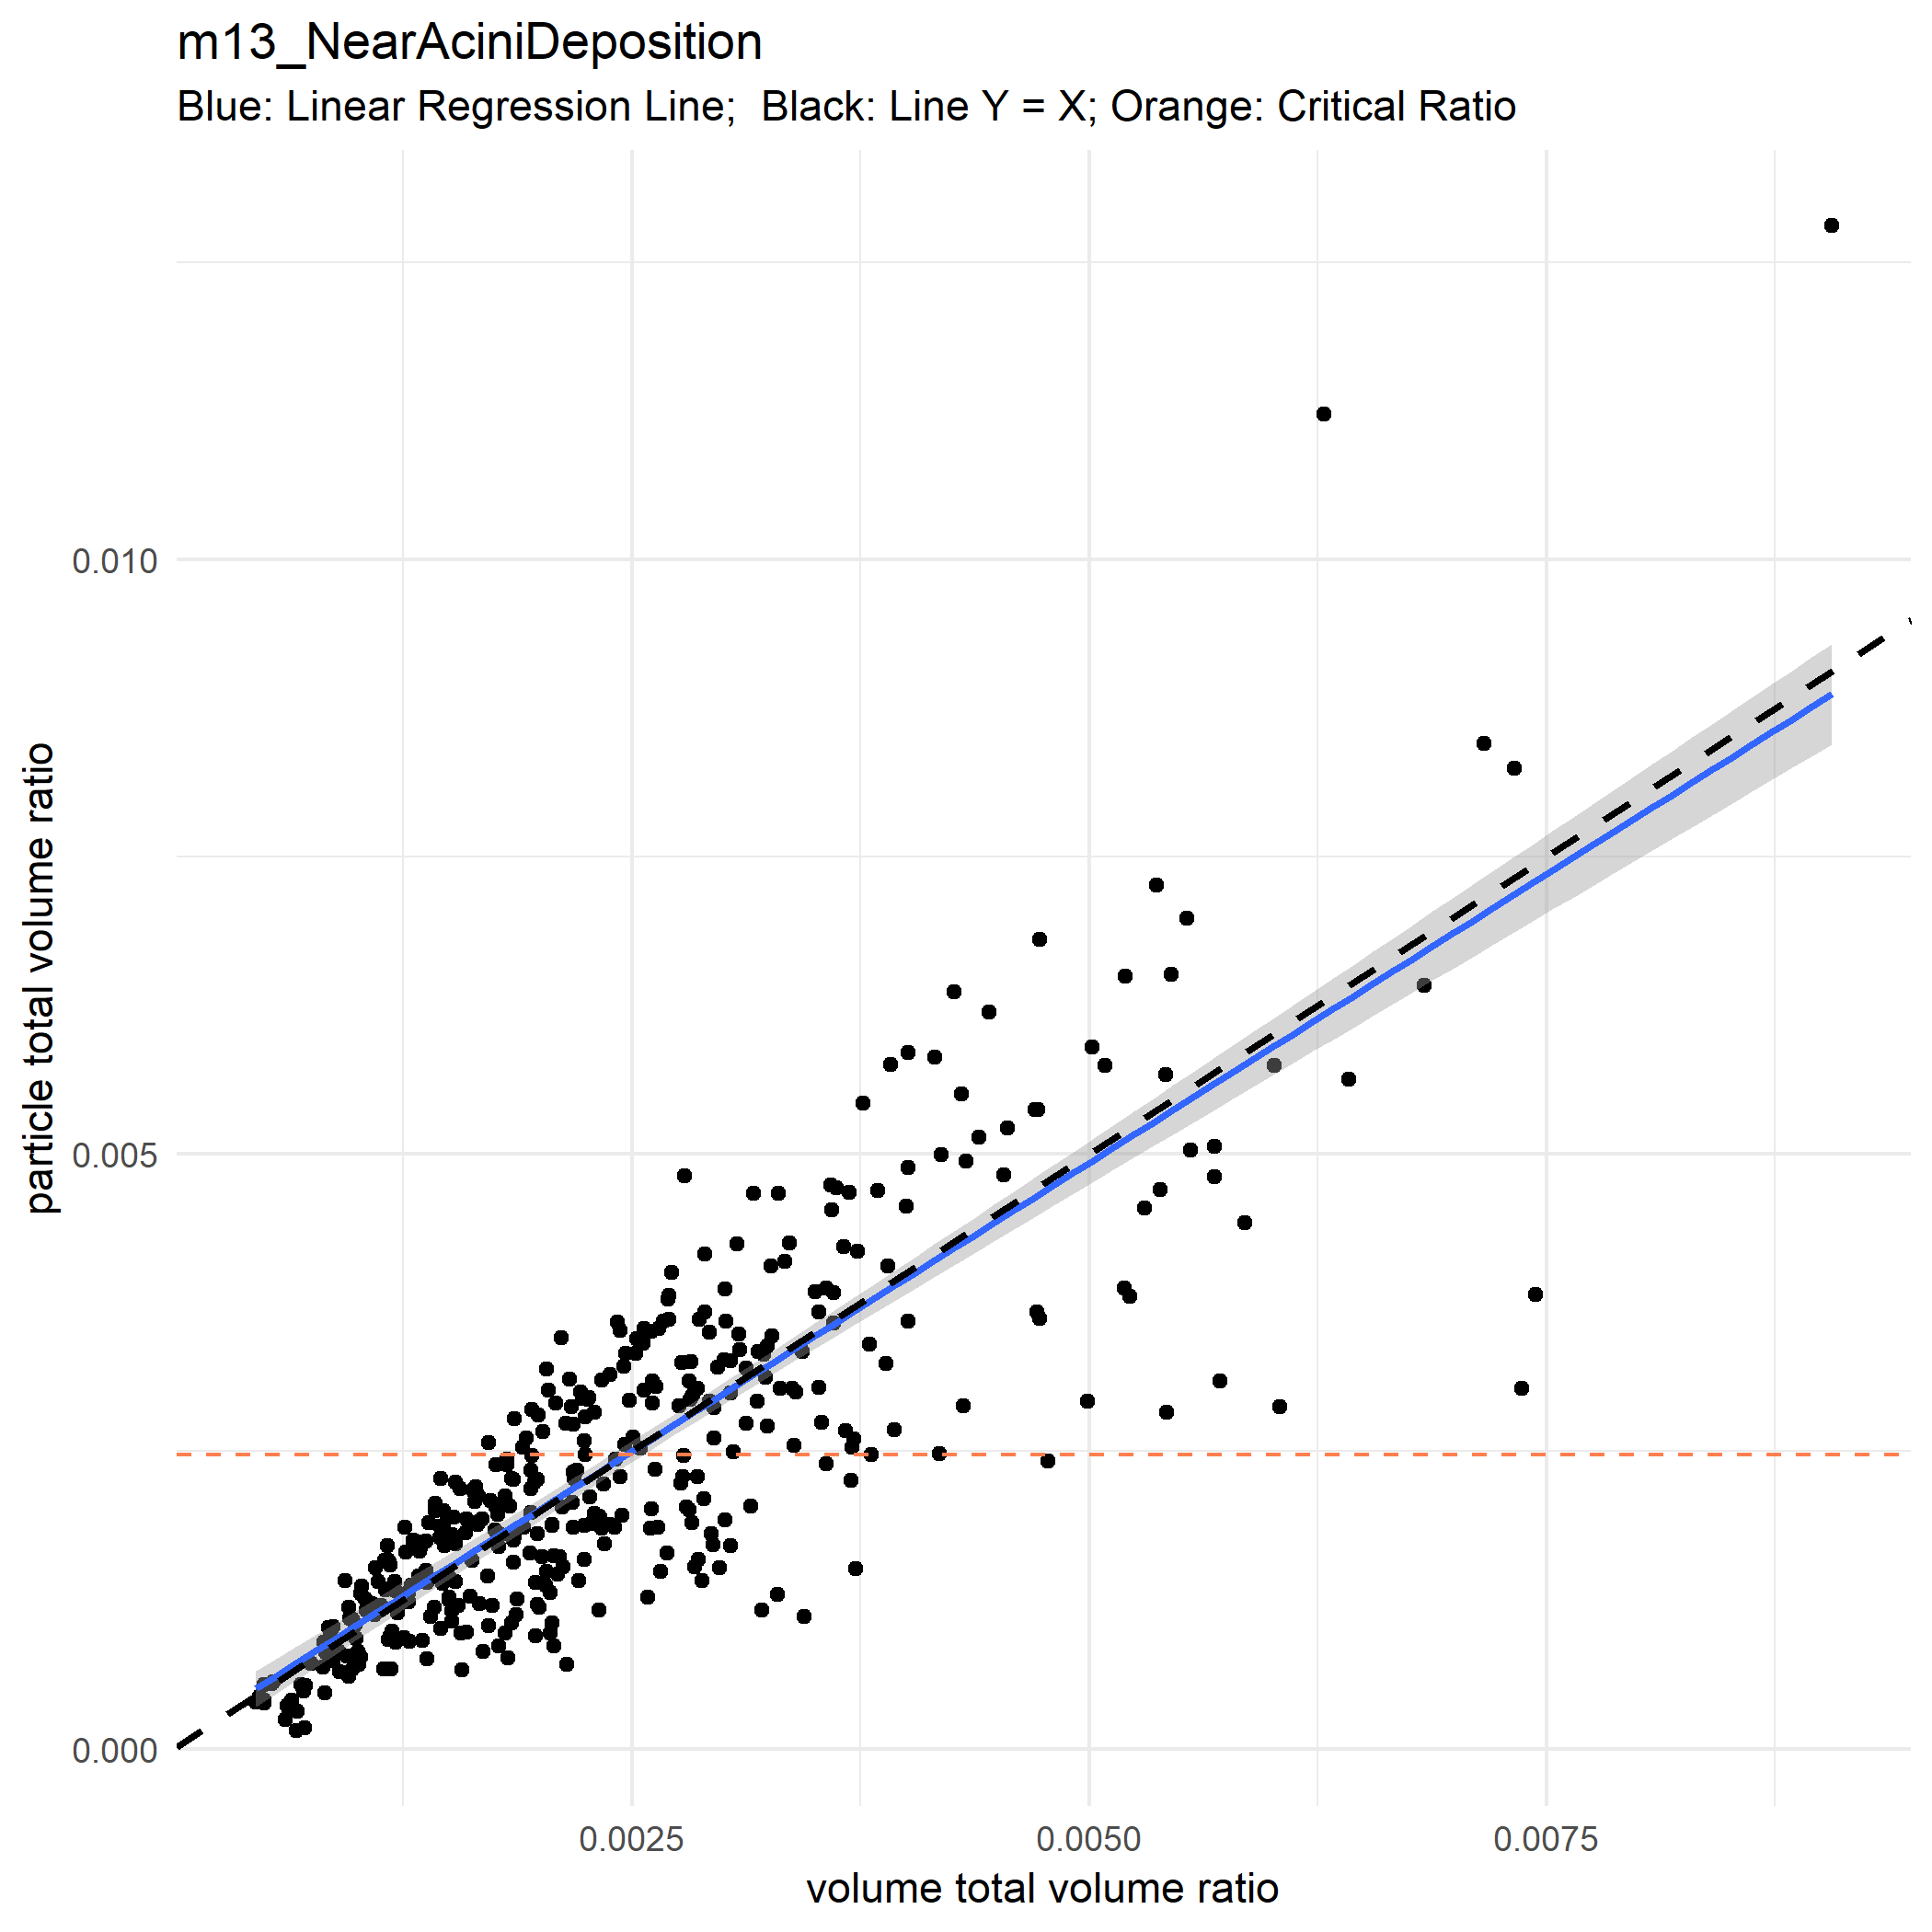 m13_NearAciniDeposition
Blue: Linear Regression Line;  Black: Line Y = X; Orange: Critical Ratio
particle total volume ratio
0.010
0.005
0.000
0.0025 0.0050 0.0075
volume total volume ratio